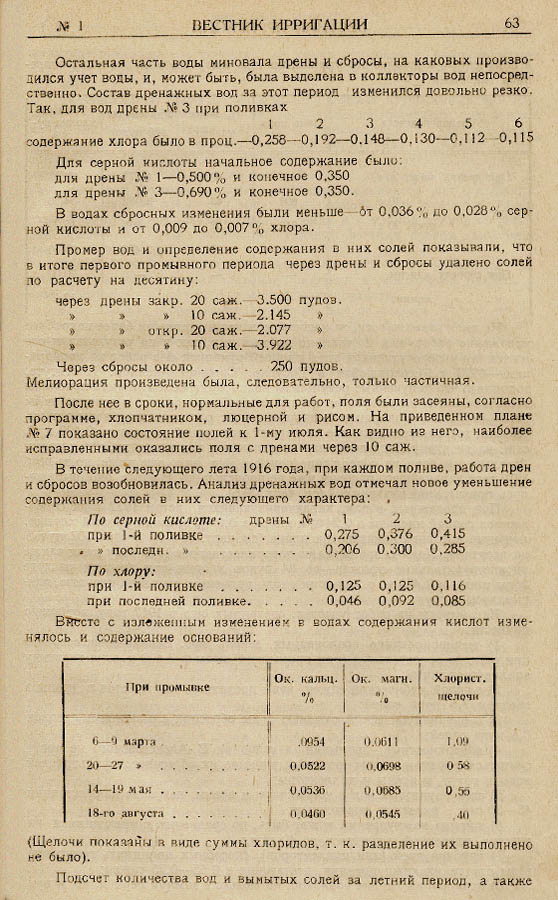 № 1 ВЕСТНИК ИРРИГАЦИИ 63
Остальная часть воды миновала дрены и сбросы, на каковых произво-
дился учет воды, и, может быть, была выделена в коллекторы вод непосред-
ственно. Состав дренажных вод за этот период изменился довольно резко.
Так, для вод дрены № 3 при поливках
1 2 3 4 5 6
содержание хлора было в проц.—0,258—0,192—0,148—0,130—0,112—0,115
Для серной кислоты начальное содержание было:
для дрены № 1—0,500% и конечное 0,350
для дрены № 3—0,690% и конечное 0,350.
В водах сбросных изменения были меньше—от 0,036% до 0,028% сер-
ной кислоты и от 0,009 до 0,007% хлора.
Промер вод и определение содержания в них солей показывали, что
в итоге первого промывного периода через дрены и сбросы удалено солей
по расчету на десятину:
через дрены закр. 20 саж.—3.500 пудов.
» » » 10 саж.—2.145 »
» » откр. 20 саж.—2.077 »
» » » 10 саж.—3.922 »
Через сбросы около . . . . . 250 пудов.
Мелиорация произведена была, следовательно, только частичная.
После нее в сроки, нормальные для работ, поля были засеяны, согласно
программе, хлопчатником, люцерной и рисом. На приведенном плане
№ 7 показано состояние полей к 1-му июля. Как видно из него, наиболее
исправленными оказались поля с дренами через 10 саж.
В течение следующего лета 1916 года, при каждом поливе, работа дрен
и сбросов возобновилась. Анализ дренажных вод отмечал новое уменьшение
содержания солей в них следующего характера:
По серной кислоте: дрены № 1 2 3
при 1-й поливке . . . . . . . 0,275 0,376 0,415
» » последн. » . . . . . . . 0,206 0.300 0,285
По хлору:
при 1-й поливке . . . . . . . 0,125 0,125 0,116
при последней поливке. . . . . 0,046 0,092 0,085
Вместе с изложенным изменением в водах содержания кислот изме-
нялось и содержание оснований:
При промывке Ок. кальц. % Ок. магн. % Хлорист. щелочи
6—9 марта . .0954 0.0611 1,09
20—27 » . . . . . . . . 0,0522 0,0698 0 58
14—19 мая . . . . . . . . 0,0536 0,0685 0,55
18-го августа . . . . . . . 0,0460 0,0545 .40
(Щелочи показаны в виде суммы хлоридов, т. к. разделение их выполнено
не было).
Подсчет количества вод и вымытых солей за летний период, а также